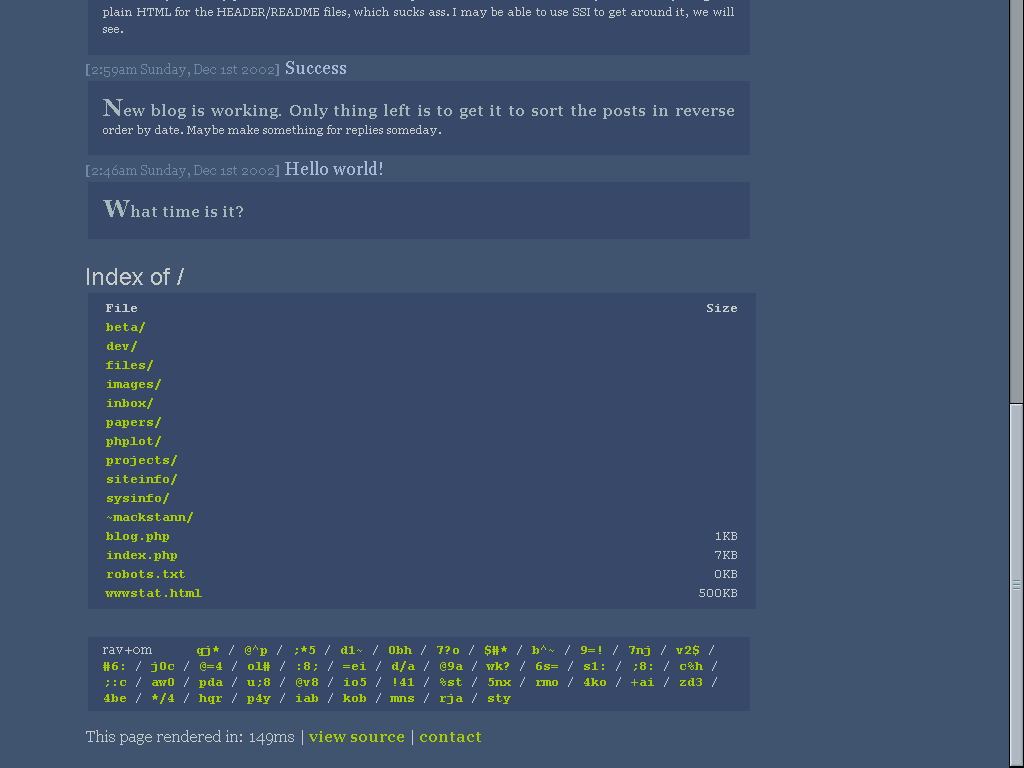 plain HTML for the HEADER/README files, which sucks ass. I may be able to use SSI to get around it, we will
see.
[2:59am Sunday, Dec 1st 2002] Success
New blog is working. Only thing left is to get it to sort the posts in reverse
order by date. Maybe make something for replies someday.
[2:46am Sunday, Dec 1st 2002] Hello world!
What time is it?
Index of /
File Size
beta/
dev/
files/
images/
inbox/
papers/
phplot/
projects/
siteinfo/
sysinfo/
~mackstann/
blog.php 1KB
index.php 7KB
robots.txt 0KB
wwwstat.html 500KB
rav+om qj* / @^p / ;*5 / d1~ / 0bh / 7?o / $#* / b^~ / 9=! / 7nj / v2$ /
#6: / j0c / @=4 / ol# / :8; / =ei / d/a / @9a / wk? / 6s= / s1: / ;8: / c%h /
;:c / aw0 / pda / u;8 / @v8 / io5 / !41 / %st / 5nx / rmo / 4ko / +ai / zd3 /
4be / */4 / hqr / p4y / iab / kob / mns / rja / sty
This page rendered in: 149ms | view source | contact